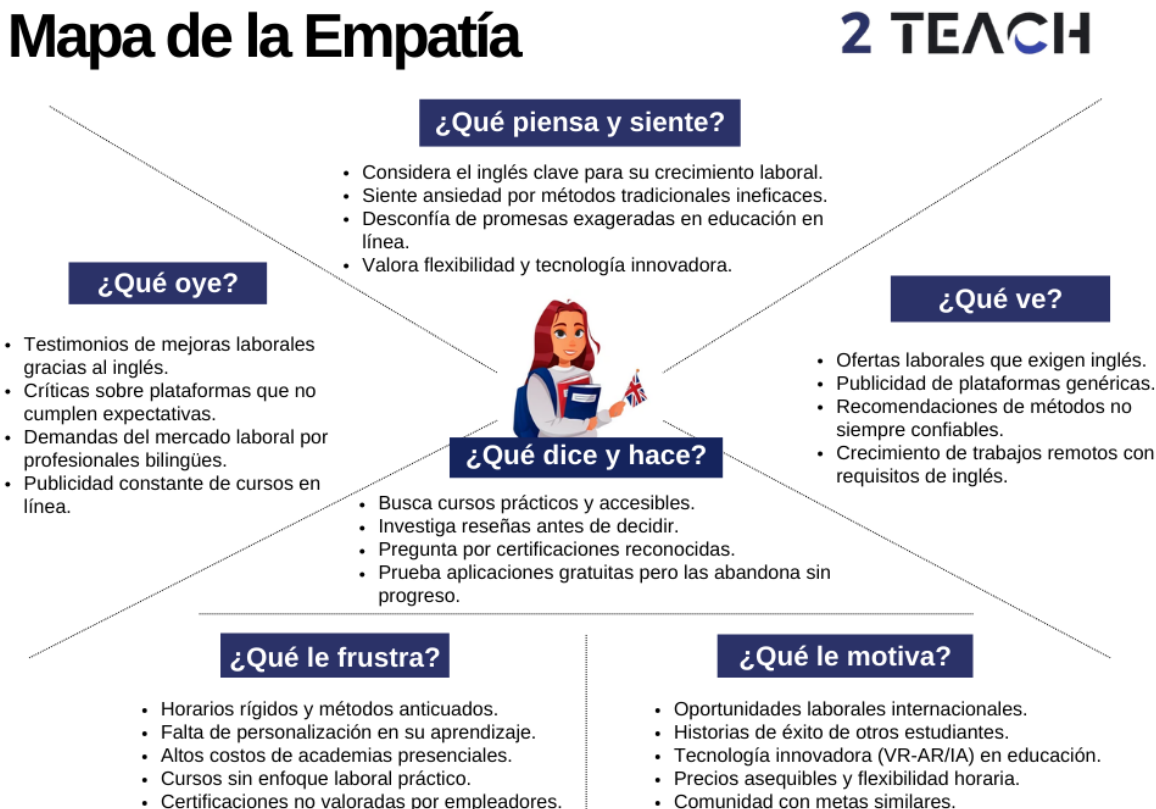 Mapa de la Empatía
2 TEACH
¿Qué piensa y siente?
• Considera el inglés clave para su crecimiento laboral.
• Siente ansiedad por métodos tradicionales ineficaces.
• Desconfía de promesas exageradas en educación en
línea.
• Valora flexibilidad y tecnología innovadora.
¿Qué oye?
• Testimonios de mejoras laborales
gracias al inglés.
• Críticas sobre plataformas que no
cumplen expectativas.
• Demandas del mercado laboral por
profesionales bilingües.
• Publicidad constante de cursos en
línea.
¿Qué ve?
• Ofertas laborales que exigen inglés.
• Publicidad de plataformas genéricas.
• Recomendaciones de métodos no
siempre confiables.
• Crecimiento de trabajos remotos con
requisitos de inglés.
¿Qué dice y hace?
• Busca cursos prácticos y accesibles.
• Investiga reseñas antes de decidir.
• Pregunta por certificaciones reconocidas.
• Prueba aplicaciones gratuitas pero las abandona sin
progreso.
¿Qué le frustra?
• Horarios rígidos y métodos anticuados.
• Falta de personalización en su aprendizaje.
• Altos costos de academias presenciales.
• Cursos sin enfoque laboral práctico.
• Certificaciones no valoradas por empleadores.
¿Qué le motiva?
• Oportunidades laborales internacionales.
• Historias de éxito de otros estudiantes.
• Tecnología innovadora (VR-AR/IA) en educación.
• Precios asequibles y flexibilidad horaria.
• Comunidad con metas similares.